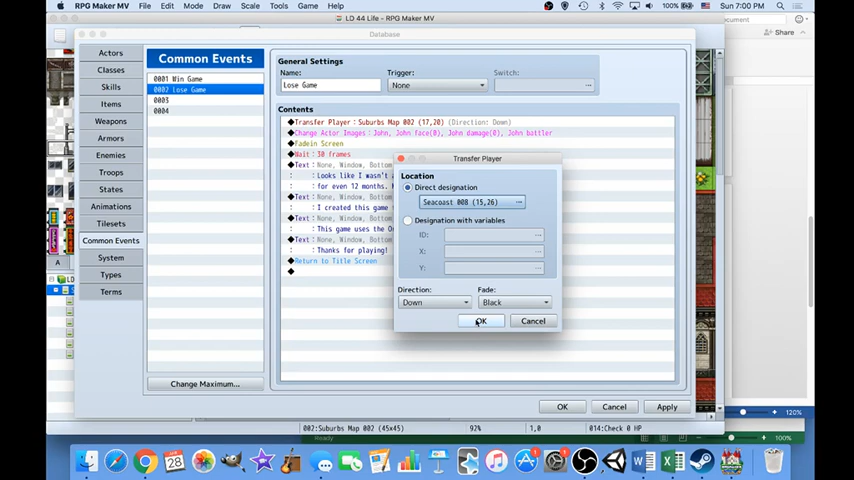 RPG Maker MV File Edit Mode Draw Scale Tools Game Help 100% Sun 7:00 PM
LD 44 Life - RPG Maker MV
Database
Share
Actors
Classes
Skills
Items
Weapons
Armors
Enemies
Troops
States
Animations
Tilesets
Common Events
System
Types
Terms
Common Events
0001 Win Game
0002 Lose Game
0003
0004
Change Maximum...
General Settings
Name:
Lose Game
Trigger:
None
Switch:
Contents
◆Transfer Player : Suburbs Map 002 (17,20) (Direction: Down)
◆Change Actor Images : John, John face(0), John damage(0), John battler
◆Fadein Screen
◆Wait : 30 frames
◆Text : None, Window, Bottom
: : Looks like I wasn't
: : for even 12 months.
◆Text : None, Window, Bottom
: : I created this game
◆Text : None, Window, Bottom
: : This game uses the
◆Text : None, Window, Bottom
: : Thanks for playing!
◆Return to Title Screen
◆
Transfer Player
Location
Direct designation
Seacoast 008 (15,26) ...
Designation with variables
ID:
X:
Y:
Direction:
Down
Fade:
Black
OK
Cancel
OK
Cancel
Apply
A
LD
002:Suburbs Map 002 (45x45)
92%
1,0
014:Check 0 HP
120%
Ready
100%
28